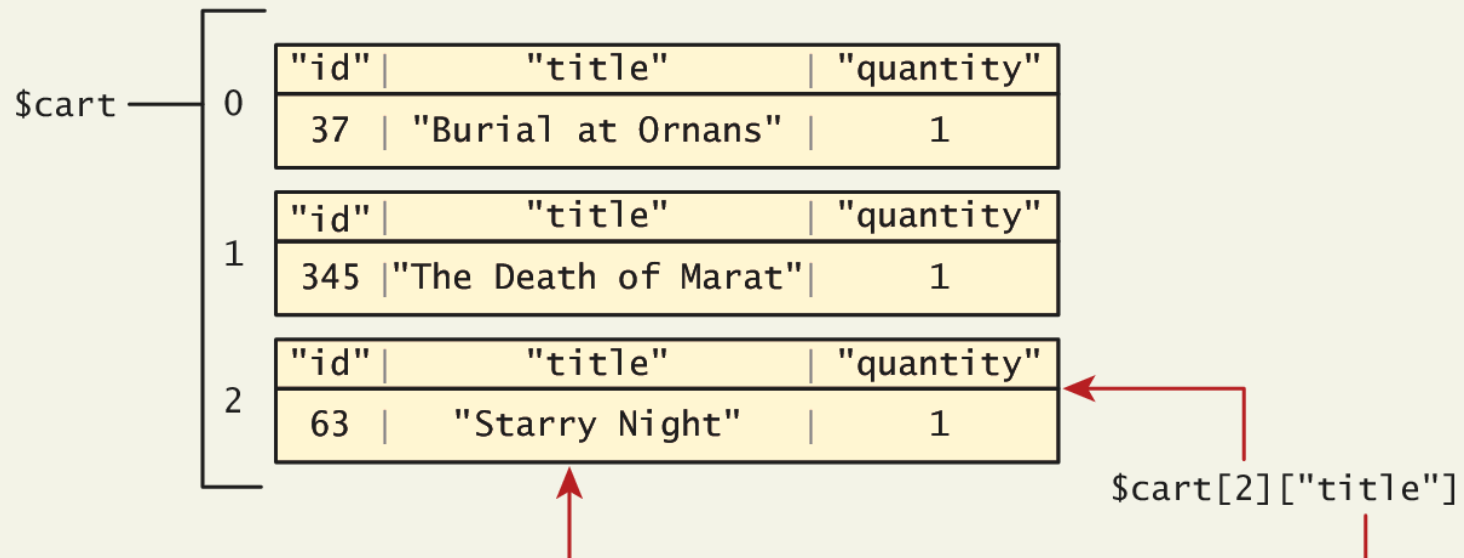 "id"| "title" | "quantity"
$cart 0
37 | "Burial at Ornans" | 1
"id"| "title" | "quantity"
1
345 |"The Death of Marat"| 1
"id"| "title" | "quantity"
2
63 | "Starry Night" | 1
$cart[2]["title"]